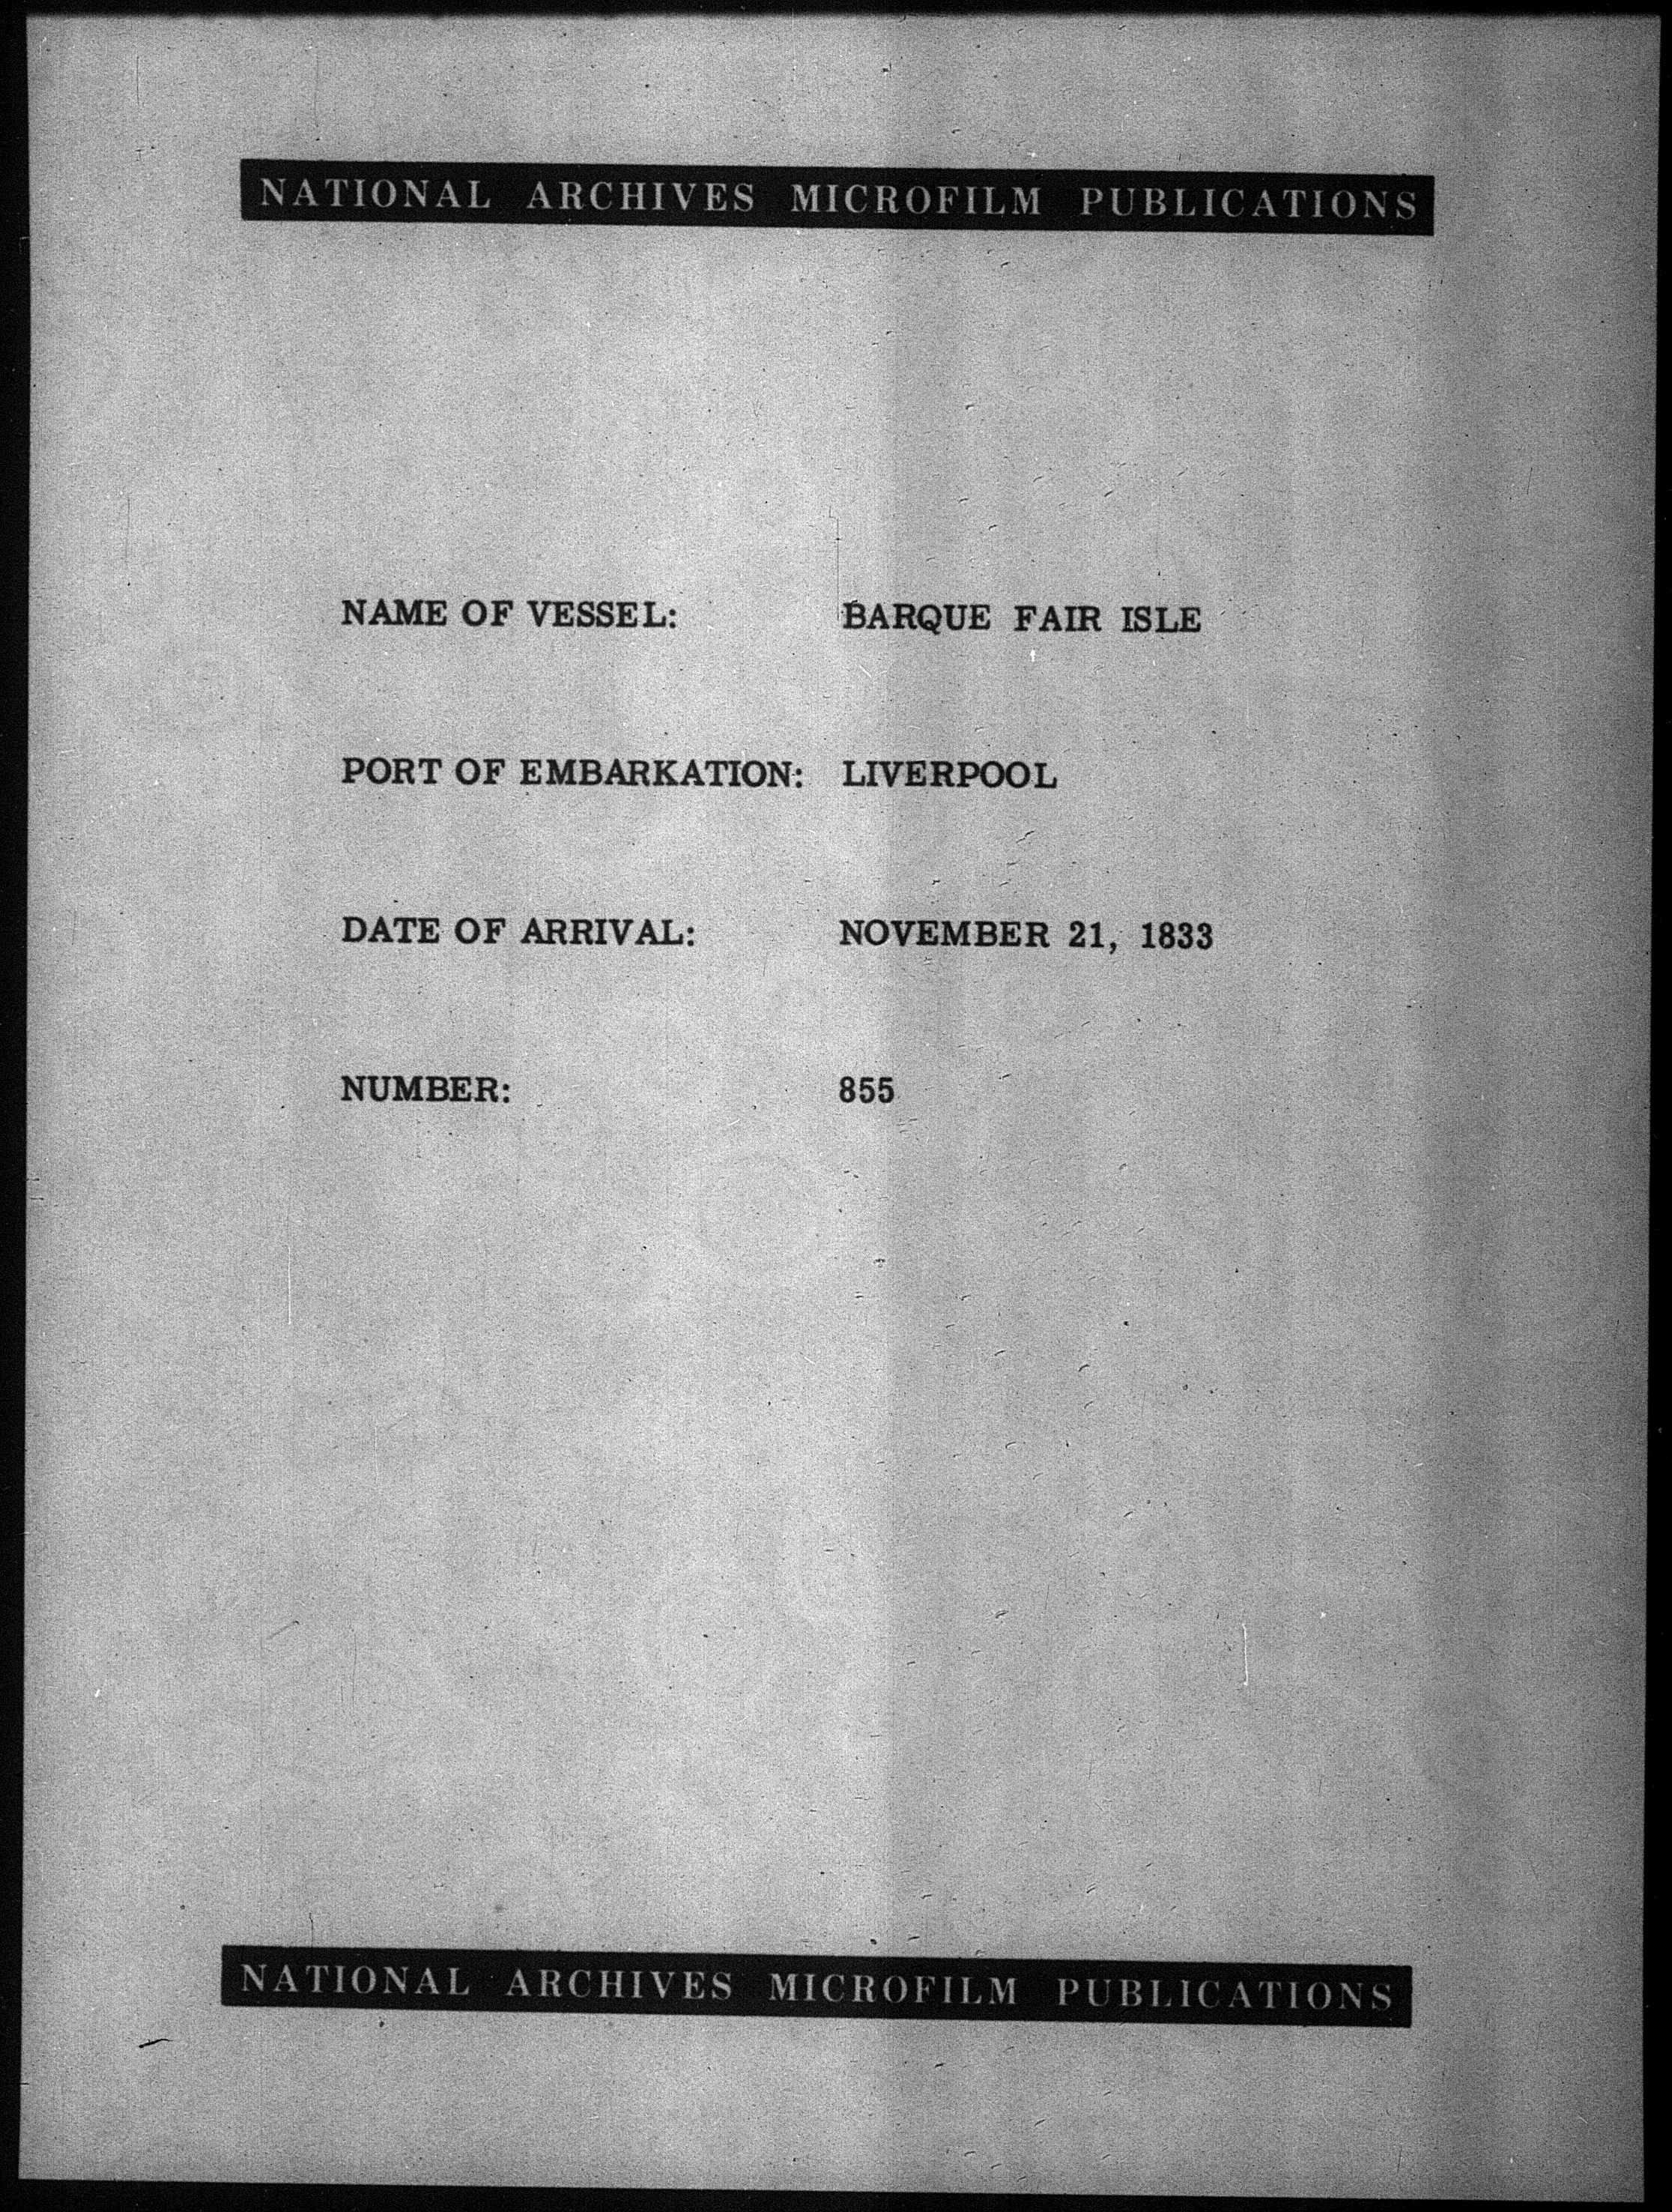 NATIONAL ARCHIVES MICROFILM PUBLICATIONS
NAME OF VESSEL: BARQUE FAIR ISLE
PORT OF EMBARKATION: LIVERPOOL
DATE OF ARRIVAL: NOVEMBER 21, 1833
NUMBER: 855
NATIONAL ARCHIVES MICROFILM PUBLICATIONS